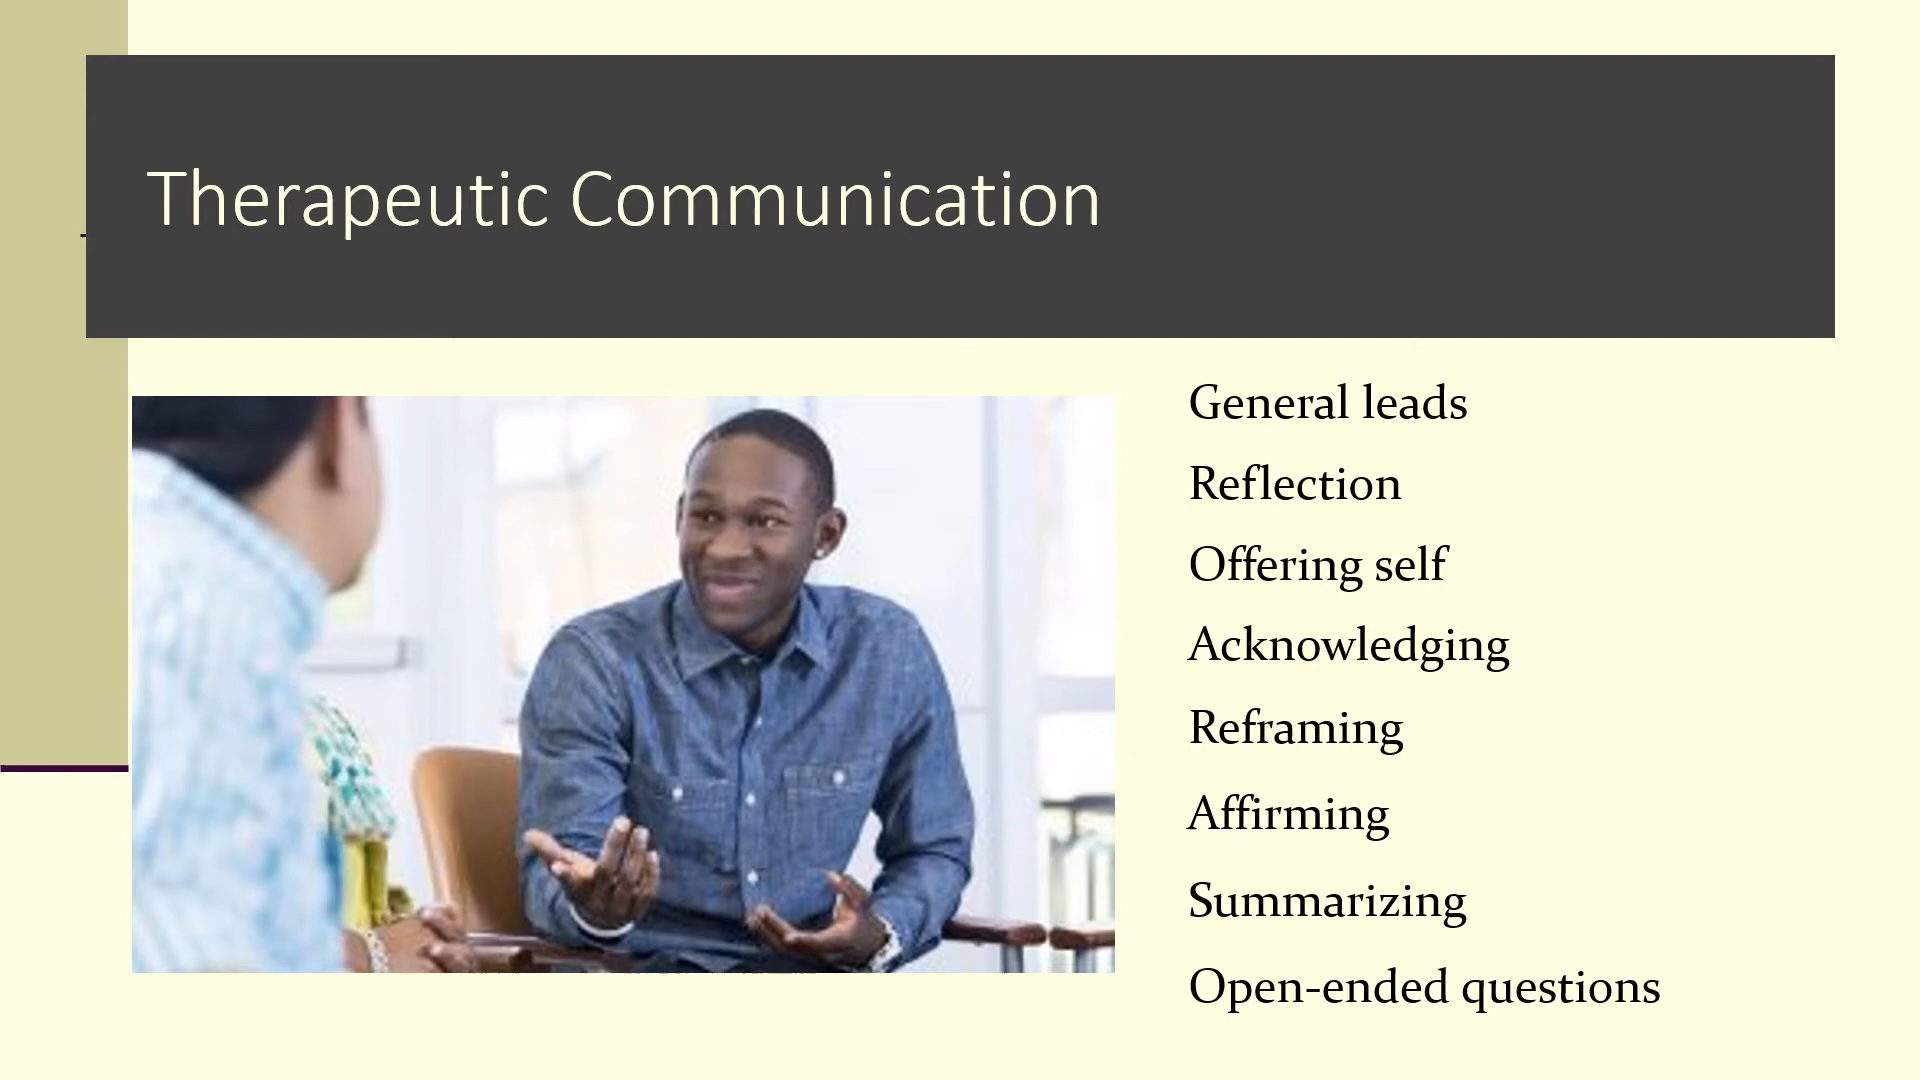 Therapeutic Communication
General leads
Reflection
Offering self
Acknowledging
Reframing
Affirming
Summarizing
Open-ended questions